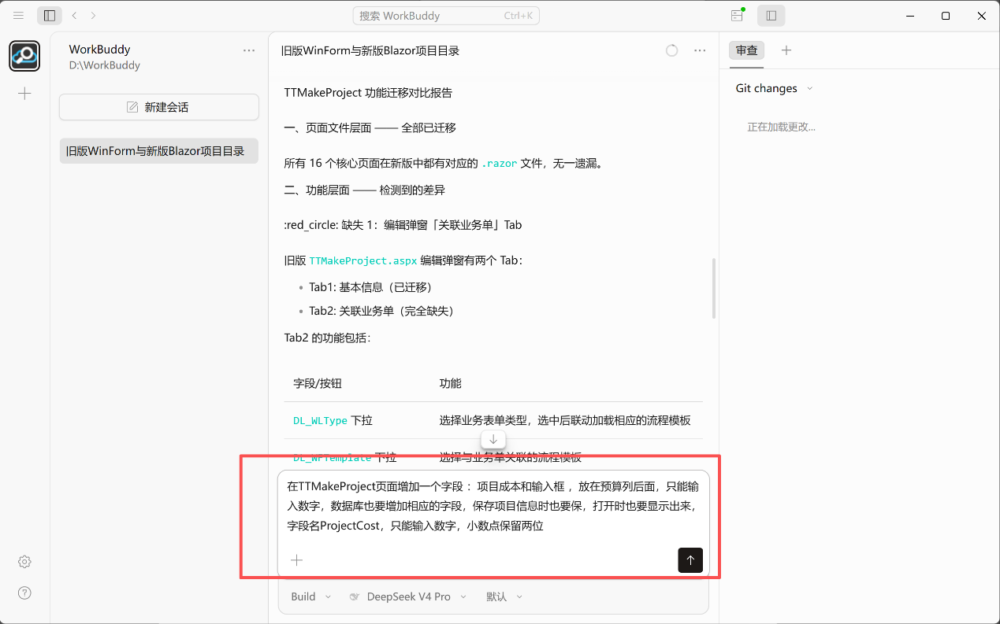 搜索 WorkBuddy
Ctrl+K
WorkBuddy
D:\WorkBuddy
新建会话
旧版WinForm与新版Blazor项目目录
旧版WinForm与新版Blazor项目目录
TTMakeProject 功能迁移对比报告
一、页面文件层面 —— 全部已迁移
所有 16 个核心页面在新版中都有对应的 .razor 文件，无一遗漏。
二、功能层面 —— 检测到的差异
:red_circle: 缺失 1：编辑弹窗「关联业务单」Tab
旧版 TTMakeProject.aspx 编辑弹窗有两个 Tab：
Tab1: 基本信息（已迁移）
Tab2: 关联业务单（完全缺失）
Tab2 的功能包括：
字段/按钮 功能
DL_WLType 下拉 选择业务表单类型，选中后联动加载相应的流程模板
DL_WPTemplate 下拉 选择与业务单关联的流程模板
在TTMakeProject页面增加一个字段 ：项目成本和输入框 ，放在预算列后面，只能输
入数字，数据库也要增加相应的字段，保存项目信息时也要保，打开时也要显示出来，
字段名ProjectCost，只能输入数字，小数点保留两位
Build
DeepSeek V4 Pro
默认
审查
Git changes
正在加载更改...